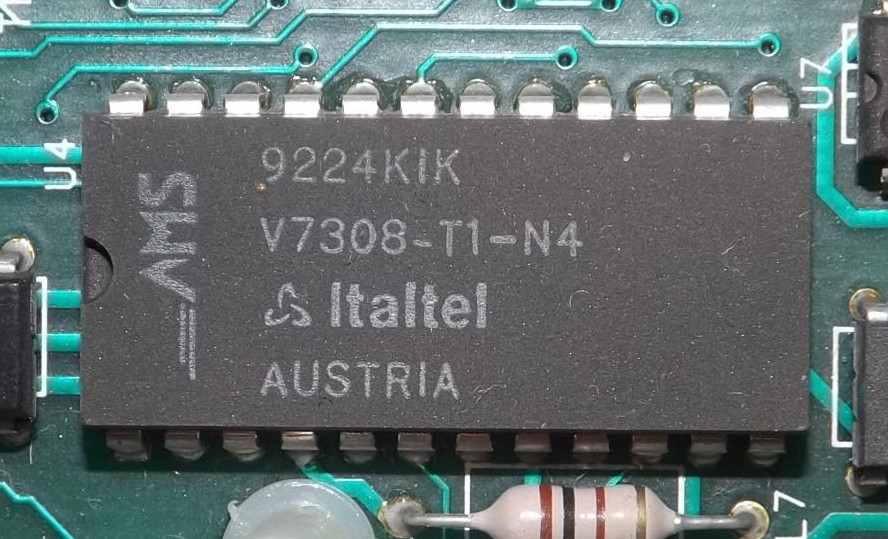 U4
AMS
9224KIK
V7308-T1-N4
Italtel
AUSTRIA
U7